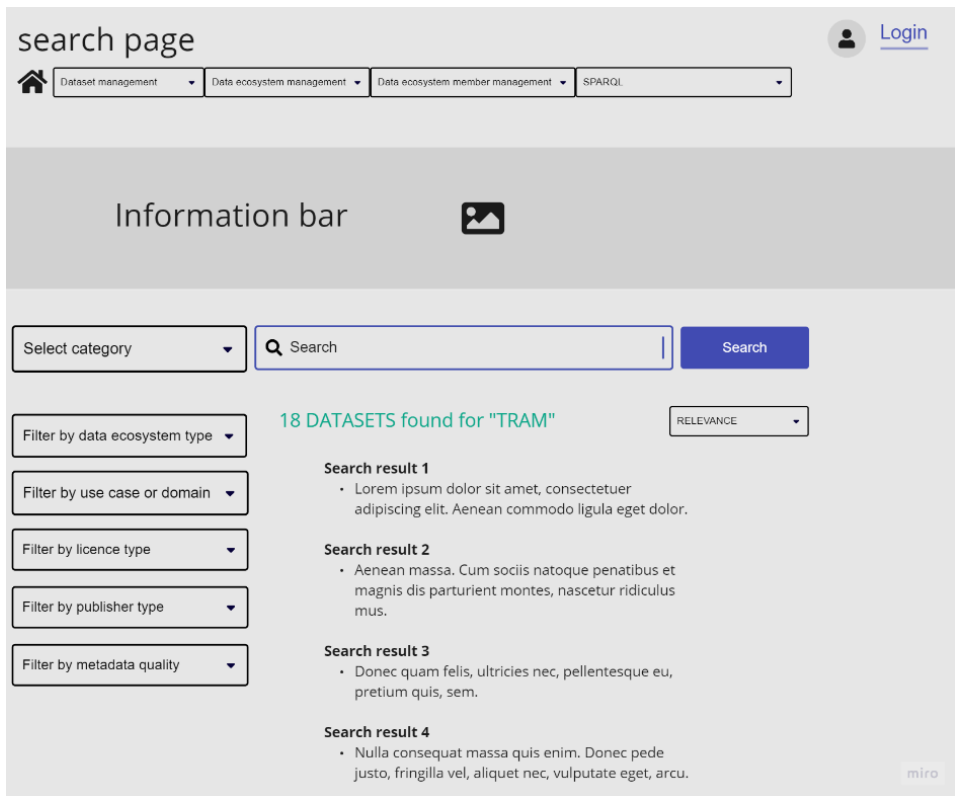 search page
Login
Dataset management
Data ecosystem management
Data ecosystem member management
SPARQL
Information bar
Select category
Search
Search
Filter by data ecosystem type
Filter by use case or domain
Filter by licence type
Filter by publisher type
Filter by metadata quality
18 DATASETS found for "TRAM"
RELEVANCE
Search result 1
• Lorem ipsum dolor sit amet, consectetuer
adipiscing elit. Aenean commodo ligula eget dolor.
Search result 2
• Aenean massa. Cum sociis natoque penatibus et
magnis dis parturient montes, nascetur ridiculus
mus.
Search result 3
• Donec quam felis, ultricies nec, pellentesque eu,
pretium quis, sem.
Search result 4
• Nulla consequat massa quis enim. Donec pede
justo, fringilla vel, aliquet nec, vulputate eget, arcu.
miro